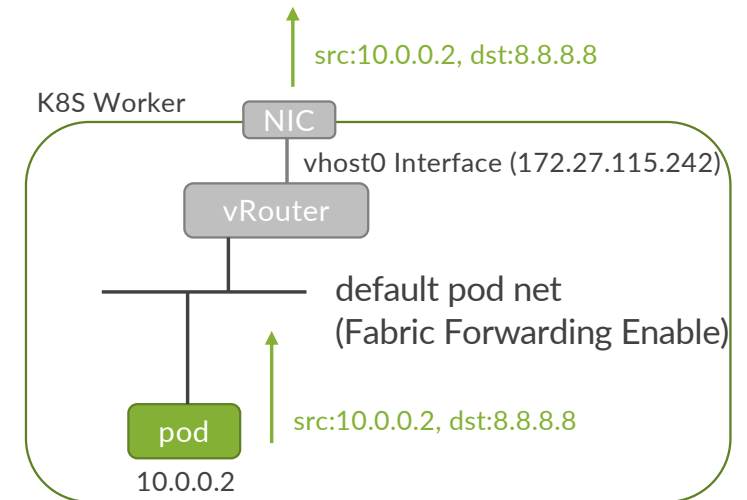 src:10.0.0.2, dst:8.8.8.8
K8S Worker
NIC
vhost0 Interface (172.27.115.242)
vRouter
default pod net
(Fabric Forwarding Enable)
src:10.0.0.2, dst:8.8.8.8
pod
10.0.0.2